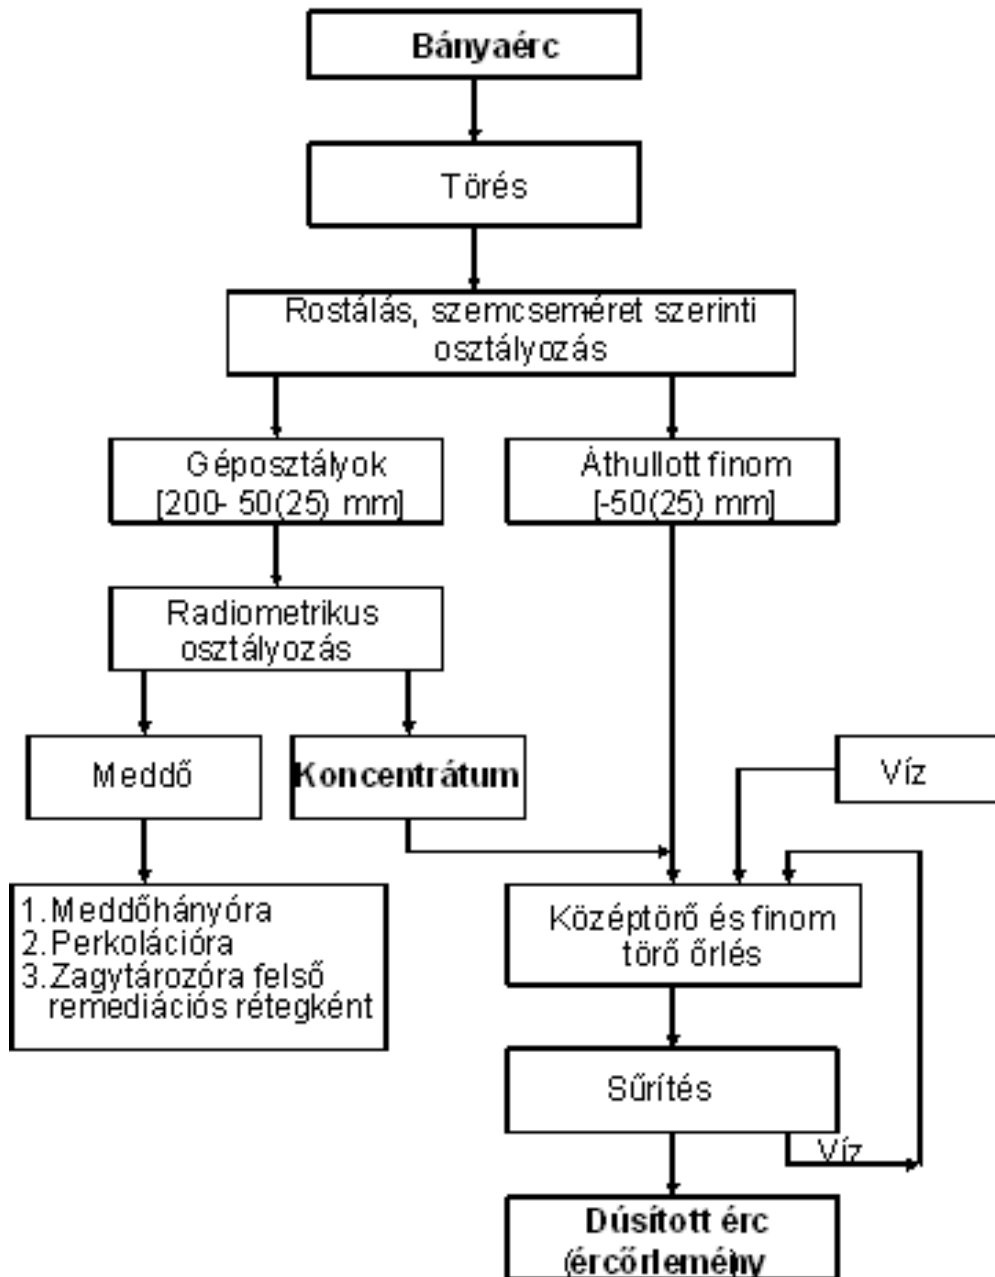 Bányaérc
Törés
Rostálás, szemcseméret szerinti
osztályozás
Géposztályok
[200- 50(25) mm]
Áthullott finom
[-50(25) mm]
Radiometrikus
osztályozás
Meddő
Koncentrátum
Víz
1. Meddőhányóra
2. Perkolációra
3. Zagytározóra felső
remediációs rétegként
Középtörő és finom
törő őrlés
Sűrítés
Víz
Dúsított érc
(ércőrlemény